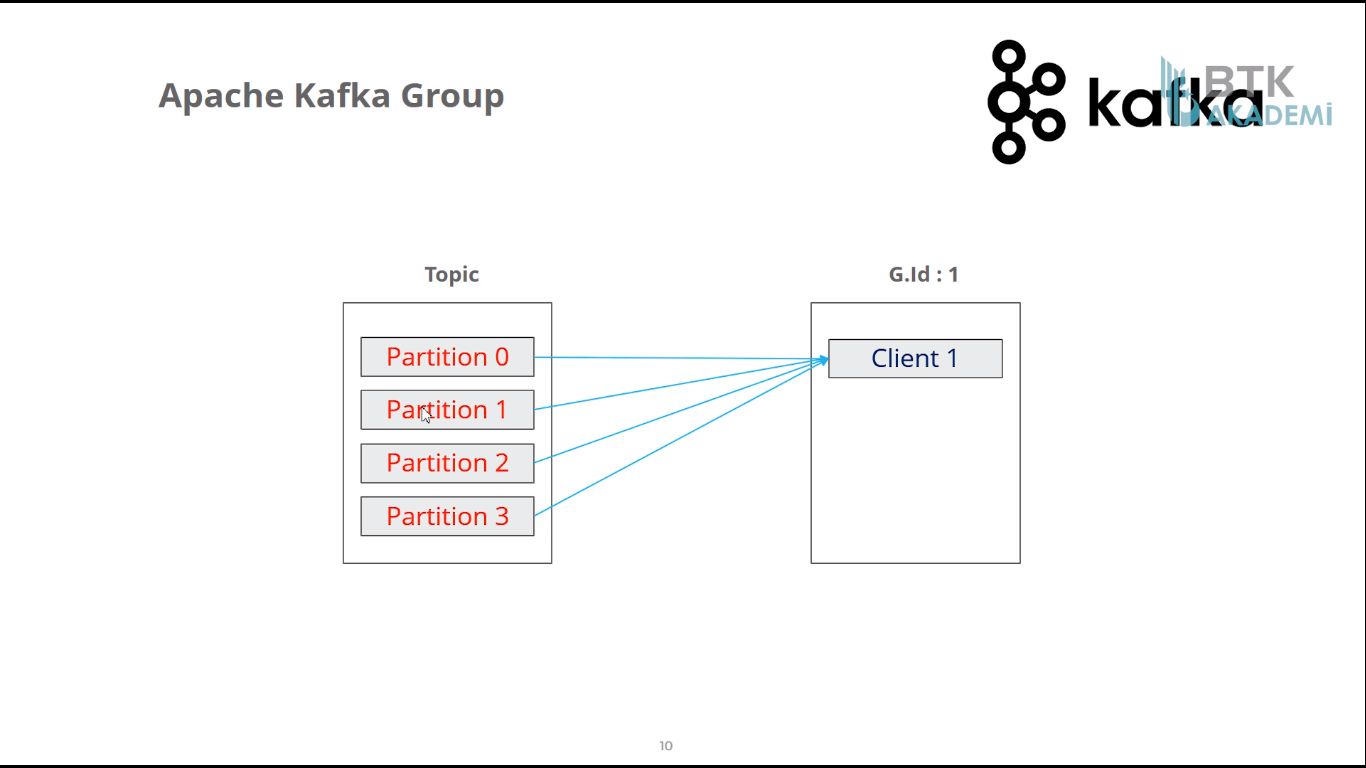 Apache Kafka Group
kafka
BTK
AKADEMİ
Topic
G.Id : 1
Partition 0
Client 1
Partition 1
Partition 2
Partition 3
10